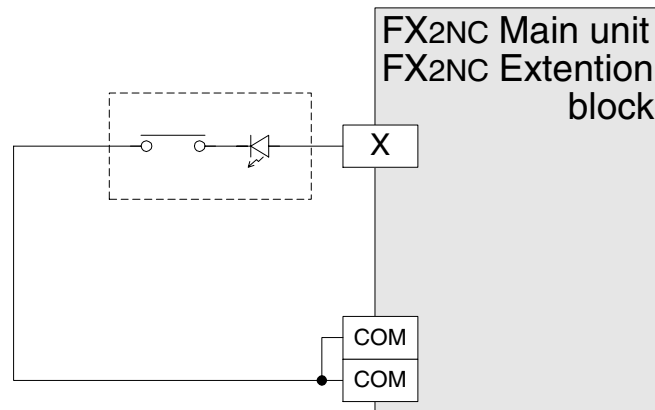 FX2NC Main unit
FX2NC Extention
block
X
COM
COM